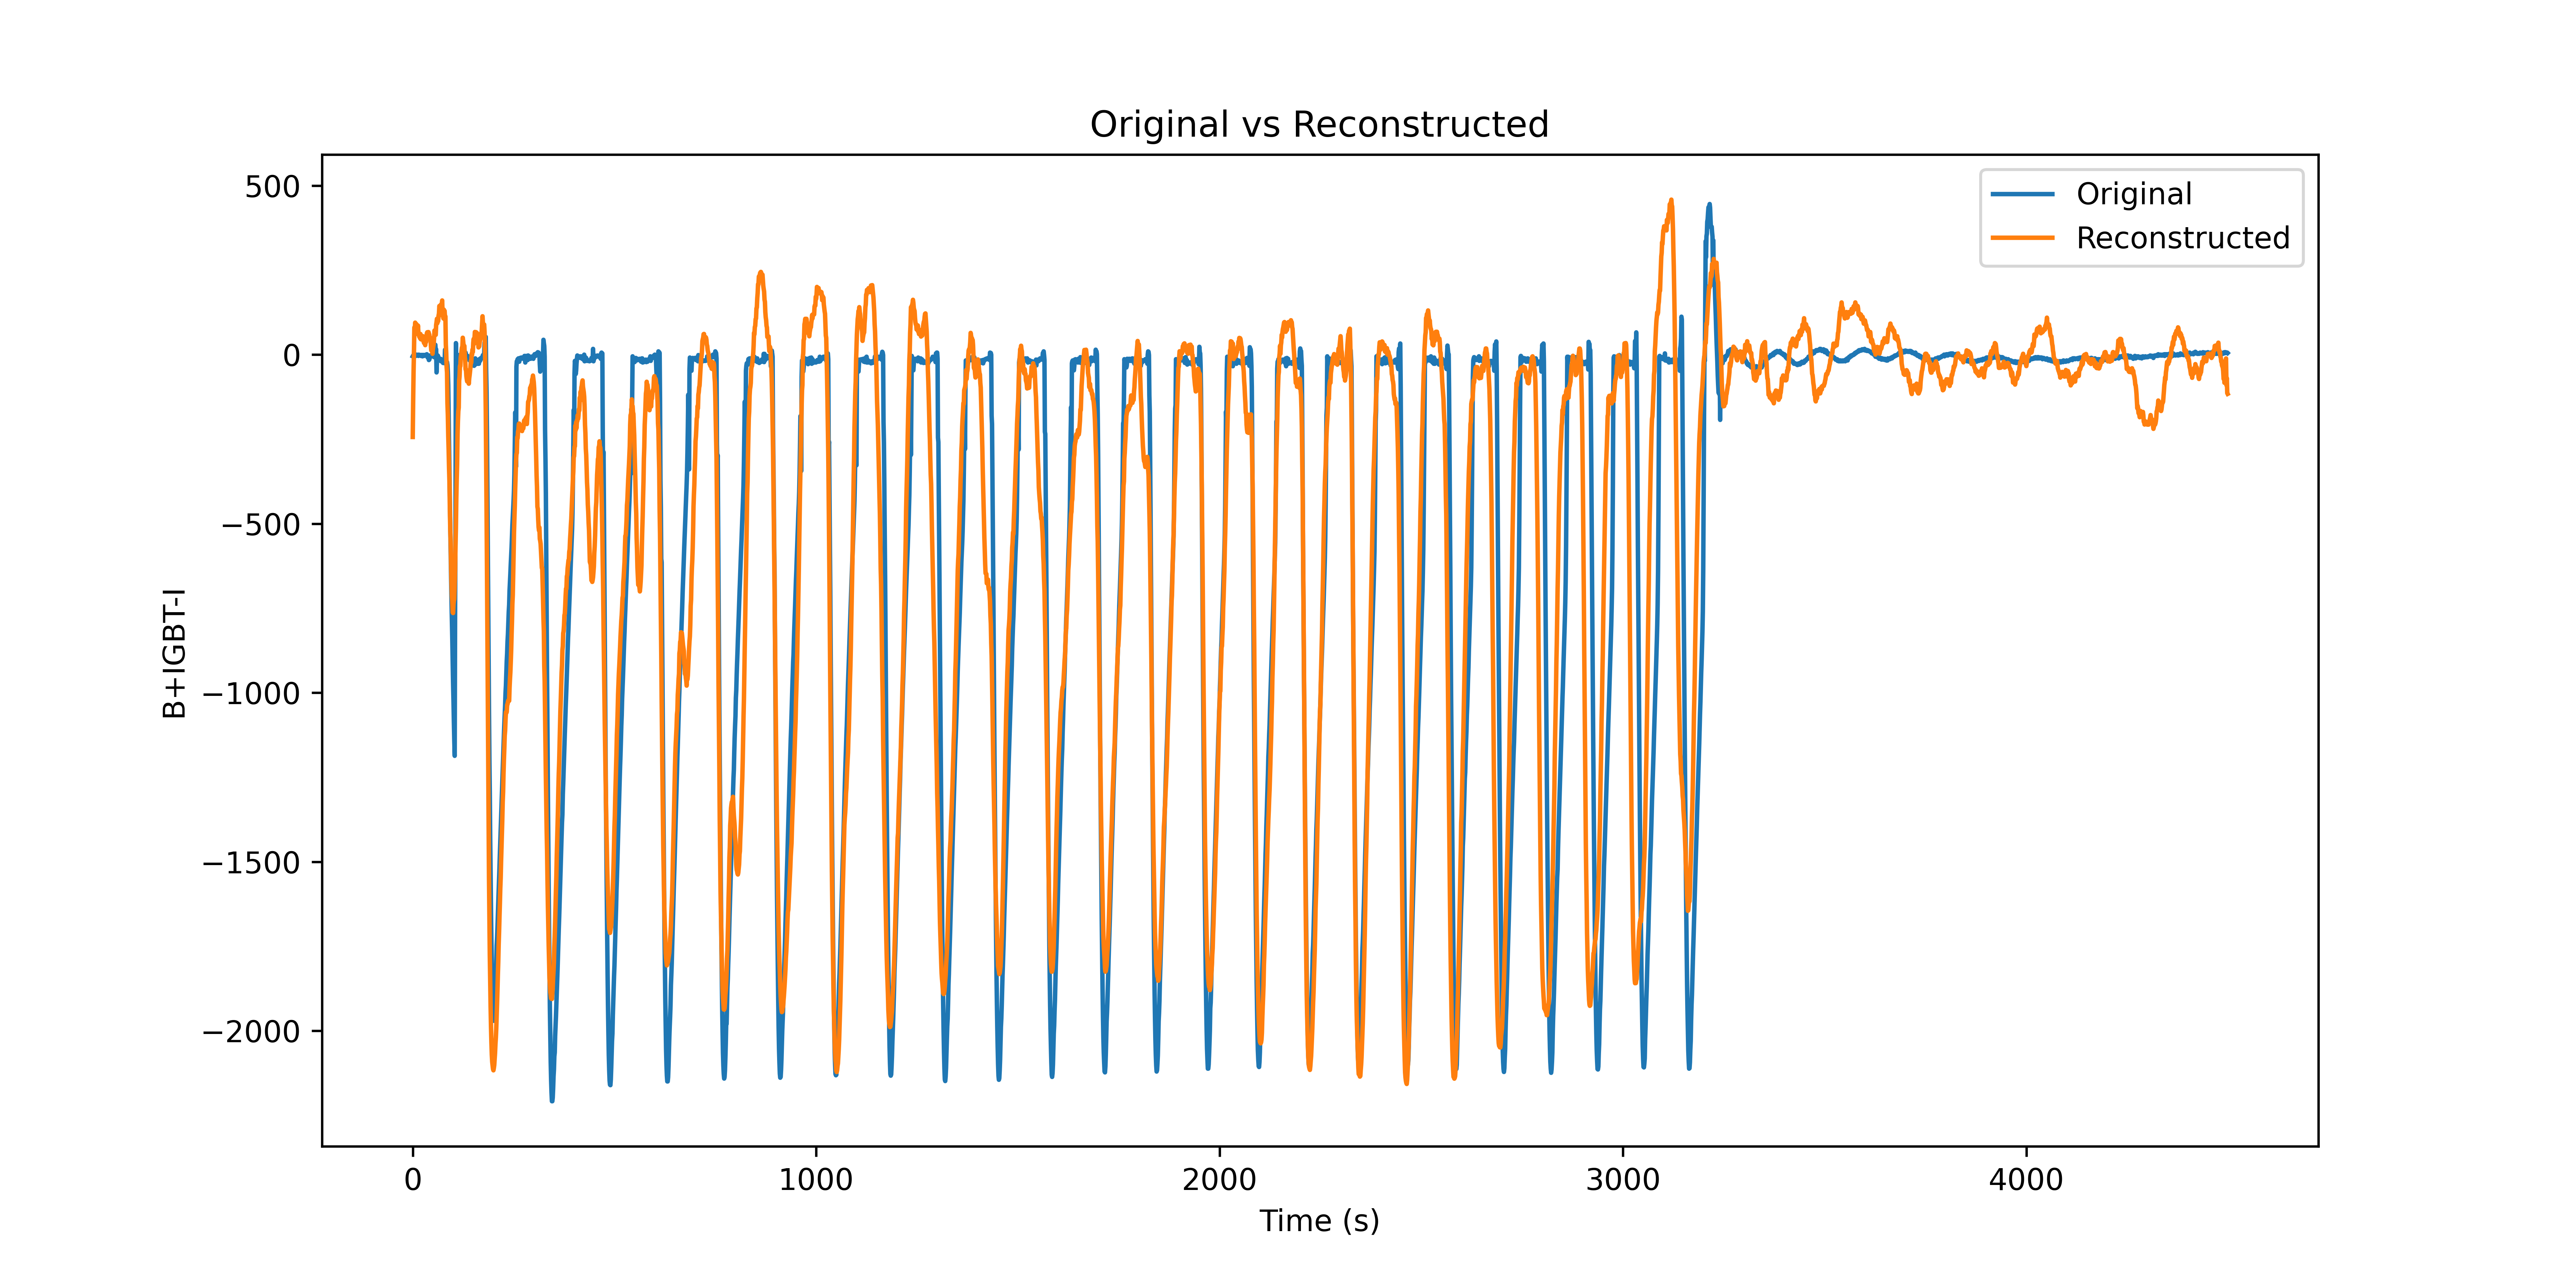 Original vs Reconstructed
Original
Reconstructed
B+IGBT-I
500
0
−500
−1000
−1500
−2000
0
1000
2000
3000
4000
Time (s)